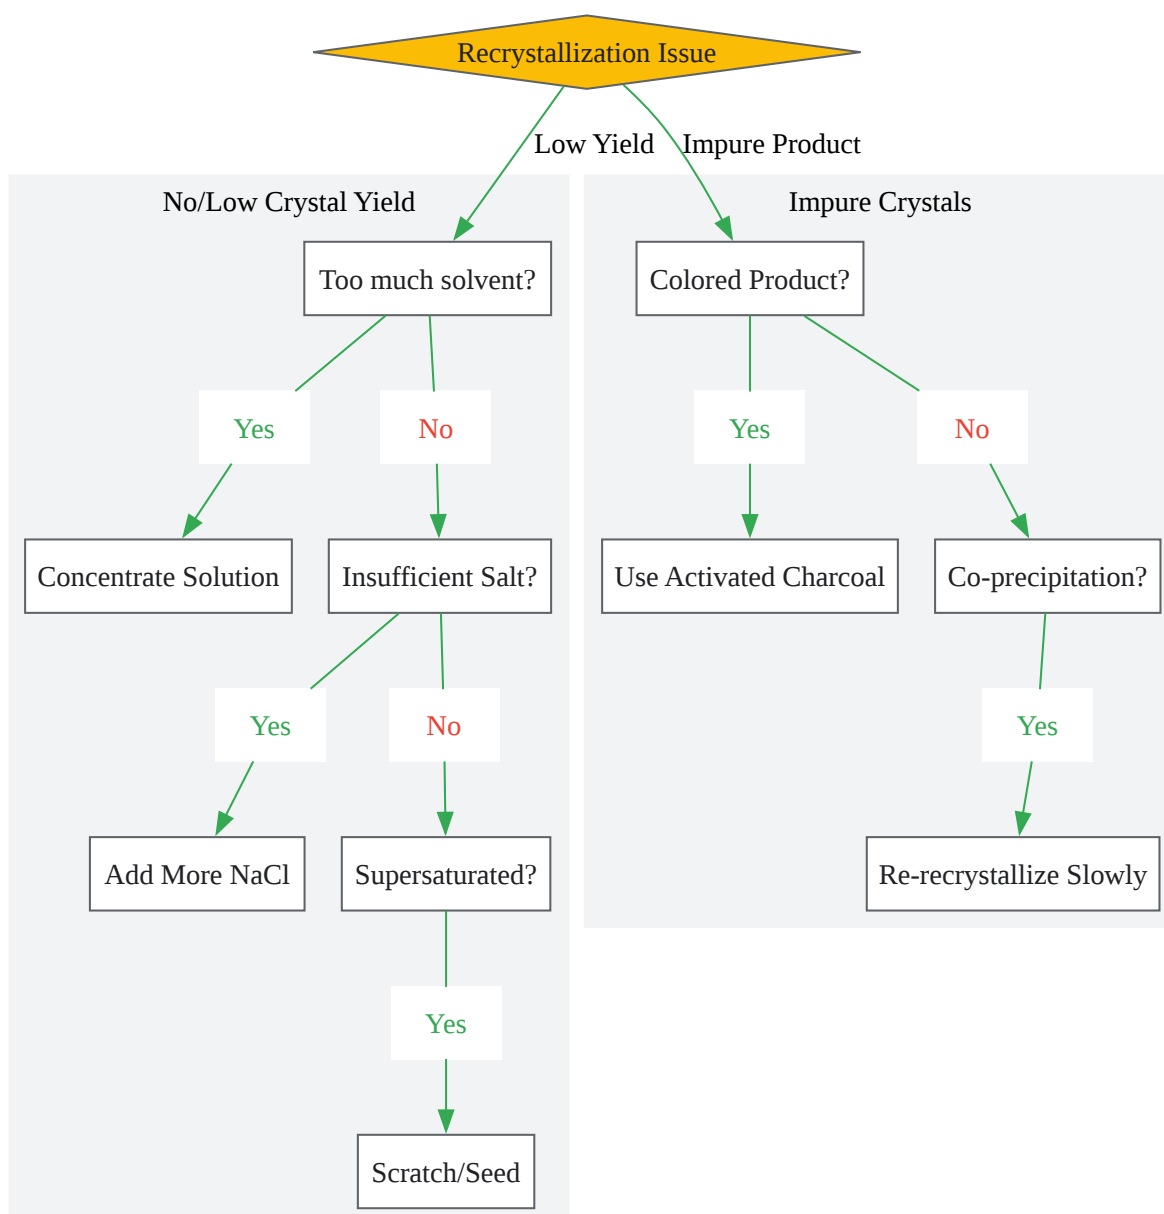 Recrystallization Issue
Low Yield
Impure Product
No/Low Crystal Yield
Impure Crystals
Too much solvent?
Colored Product?
Yes
No
Yes
No
Concentrate Solution
Insufficient Salt?
Use Activated Charcoal
Co-precipitation?
Yes
No
Yes
Add More NaCl
Supersaturated?
Re-recrystallize Slowly
Yes
Scratch/Seed